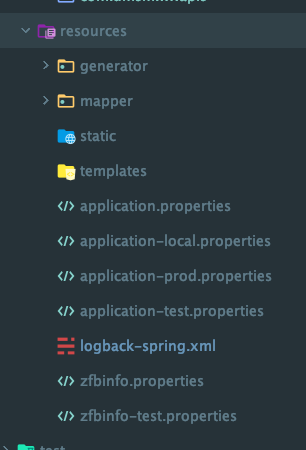 resources
generator
mapper
static
templates
application.properties
application-local.properties
application-prod.properties
application-test.properties
logback-spring.xml
zfbinfo.properties
zfbinfo-test.properties
test